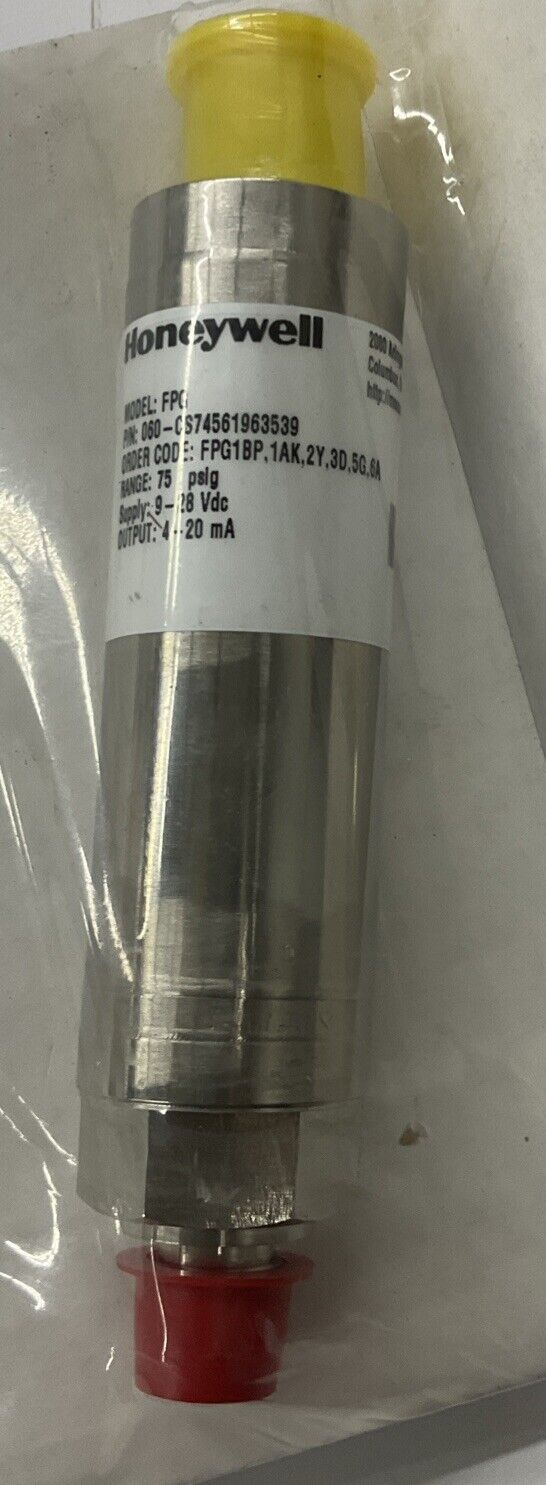 Honeywell
MODEL: FPG
P/N: 060-CS74561963539
ORDER CODE: FPG1BP,1AK,2Y,3D,5G,6A
RANGE: 75 psig
Supply: 9-28 Vdc
OUTPUT: 4-20 mA
2080